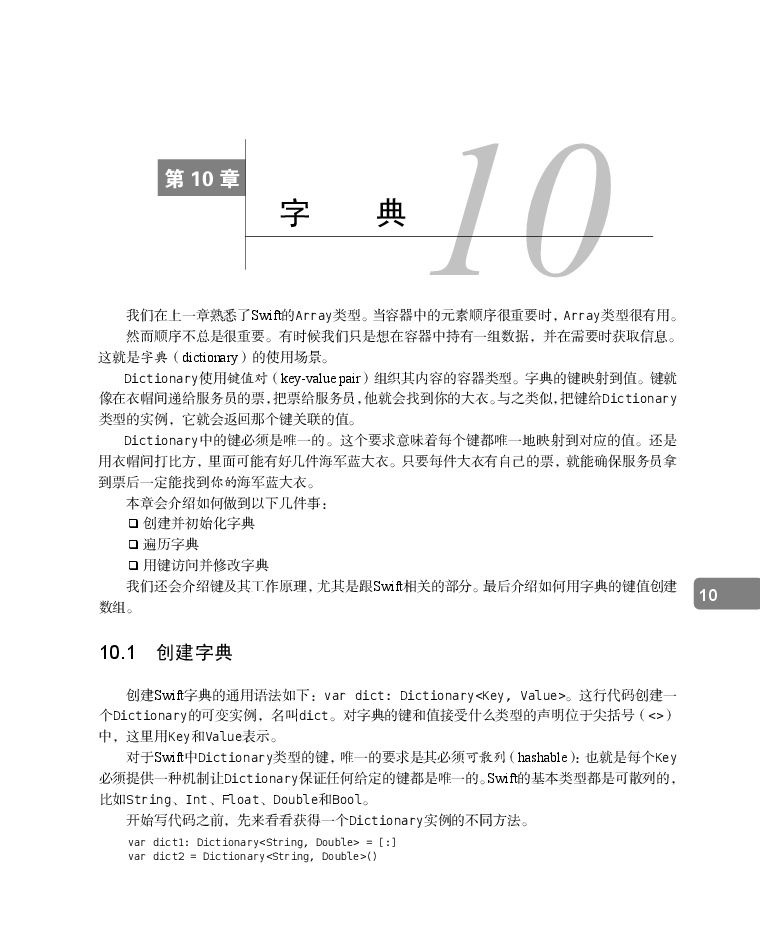 第 10 章
10
字 典
我们在上一章熟悉了Swift的Array类型。当容器中的元素顺序很重要时，Array类型很有用。
然而顺序不总是很重要。有时候我们只是想在容器中持有一组数据，并在需要时获取信息。
这就是字典（dictionary）的使用场景。
Dictionary使用键值对（key-value pair）组织其内容的容器类型。字典的键映射到值。键就
像在衣帽间递给服务员的票，把票给服务员，他就会找到你的大衣。与之类似，把键给Dictionary
类型的实例，它就会返回那个键关联的值。
Dictionary中的键必须是唯一的。这个要求意味着每个键都唯一地映射到对应的值。还是
用衣帽间打比方，里面可能有好几件海军蓝大衣。只要每件大衣有自己的票，就能确保服务员拿
到票后一定能找到你的海军蓝大衣。
本章会介绍如何做到以下几件事：
❑ 创建并初始化字典
❑ 遍历字典
❑ 用键访问并修改字典
我们还会介绍键及其工作原理，尤其是跟Swift相关的部分。最后介绍如何用字典的键值创建
数组。
10
10.1 创建字典
创建Swift字典的通用语法如下：var dict: Dictionary<Key, Value>。这行代码创建一
个Dictionary的可变实例，名叫dict。对字典的键和值接受什么类型的声明位于尖括号（<>）
中，这里用Key和Value表示。
对于Swift中Dictionary类型的键，唯一的要求是其必须可散列（hashable）；也就是每个Key
必须提供一种机制让Dictionary保证任何给定的键都是唯一的。Swift的基本类型都是可散列的，
比如String、Int、Float、Double和Bool。
开始写代码之前，先来看看获得一个Dictionary实例的不同方法。
var dict1: Dictionary<String, Double> = [:]
var dict2 = Dictionary<String, Double>()